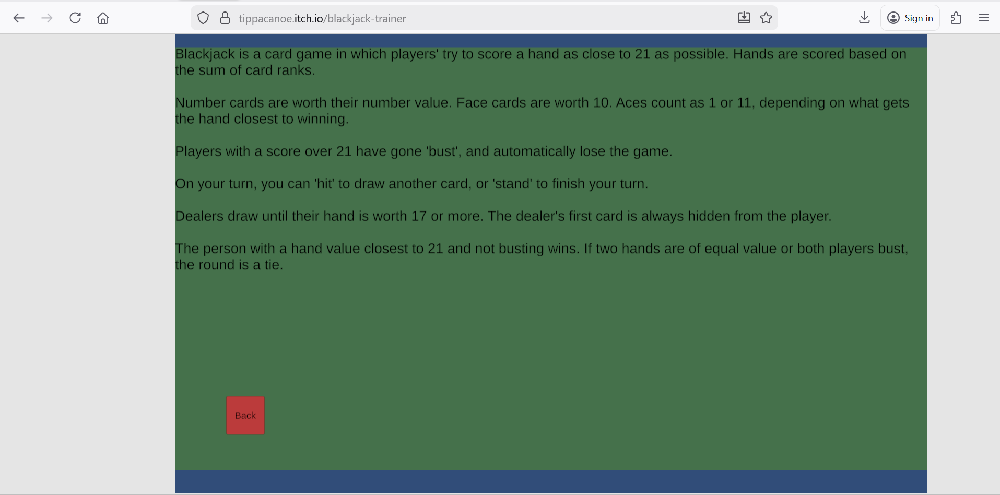 tippacanoe.itch.io/blackjack-trainer
Sign in
Blackjack is a card game in which players' try to score a hand as close to 21 as possible. Hands are scored based on
the sum of card ranks.
Number cards are worth their number value. Face cards are worth 10. Aces count as 1 or 11, depending on what gets
the hand closest to winning.
Players with a score over 21 have gone 'bust', and automatically lose the game.
On your turn, you can 'hit' to draw another card, or 'stand' to finish your turn.
Dealers draw until their hand is worth 17 or more. The dealer's first card is always hidden from the player.
The person with a hand value closest to 21 and not busting wins. If two hands are of equal value or both players bust,
the round is a tie.
Back